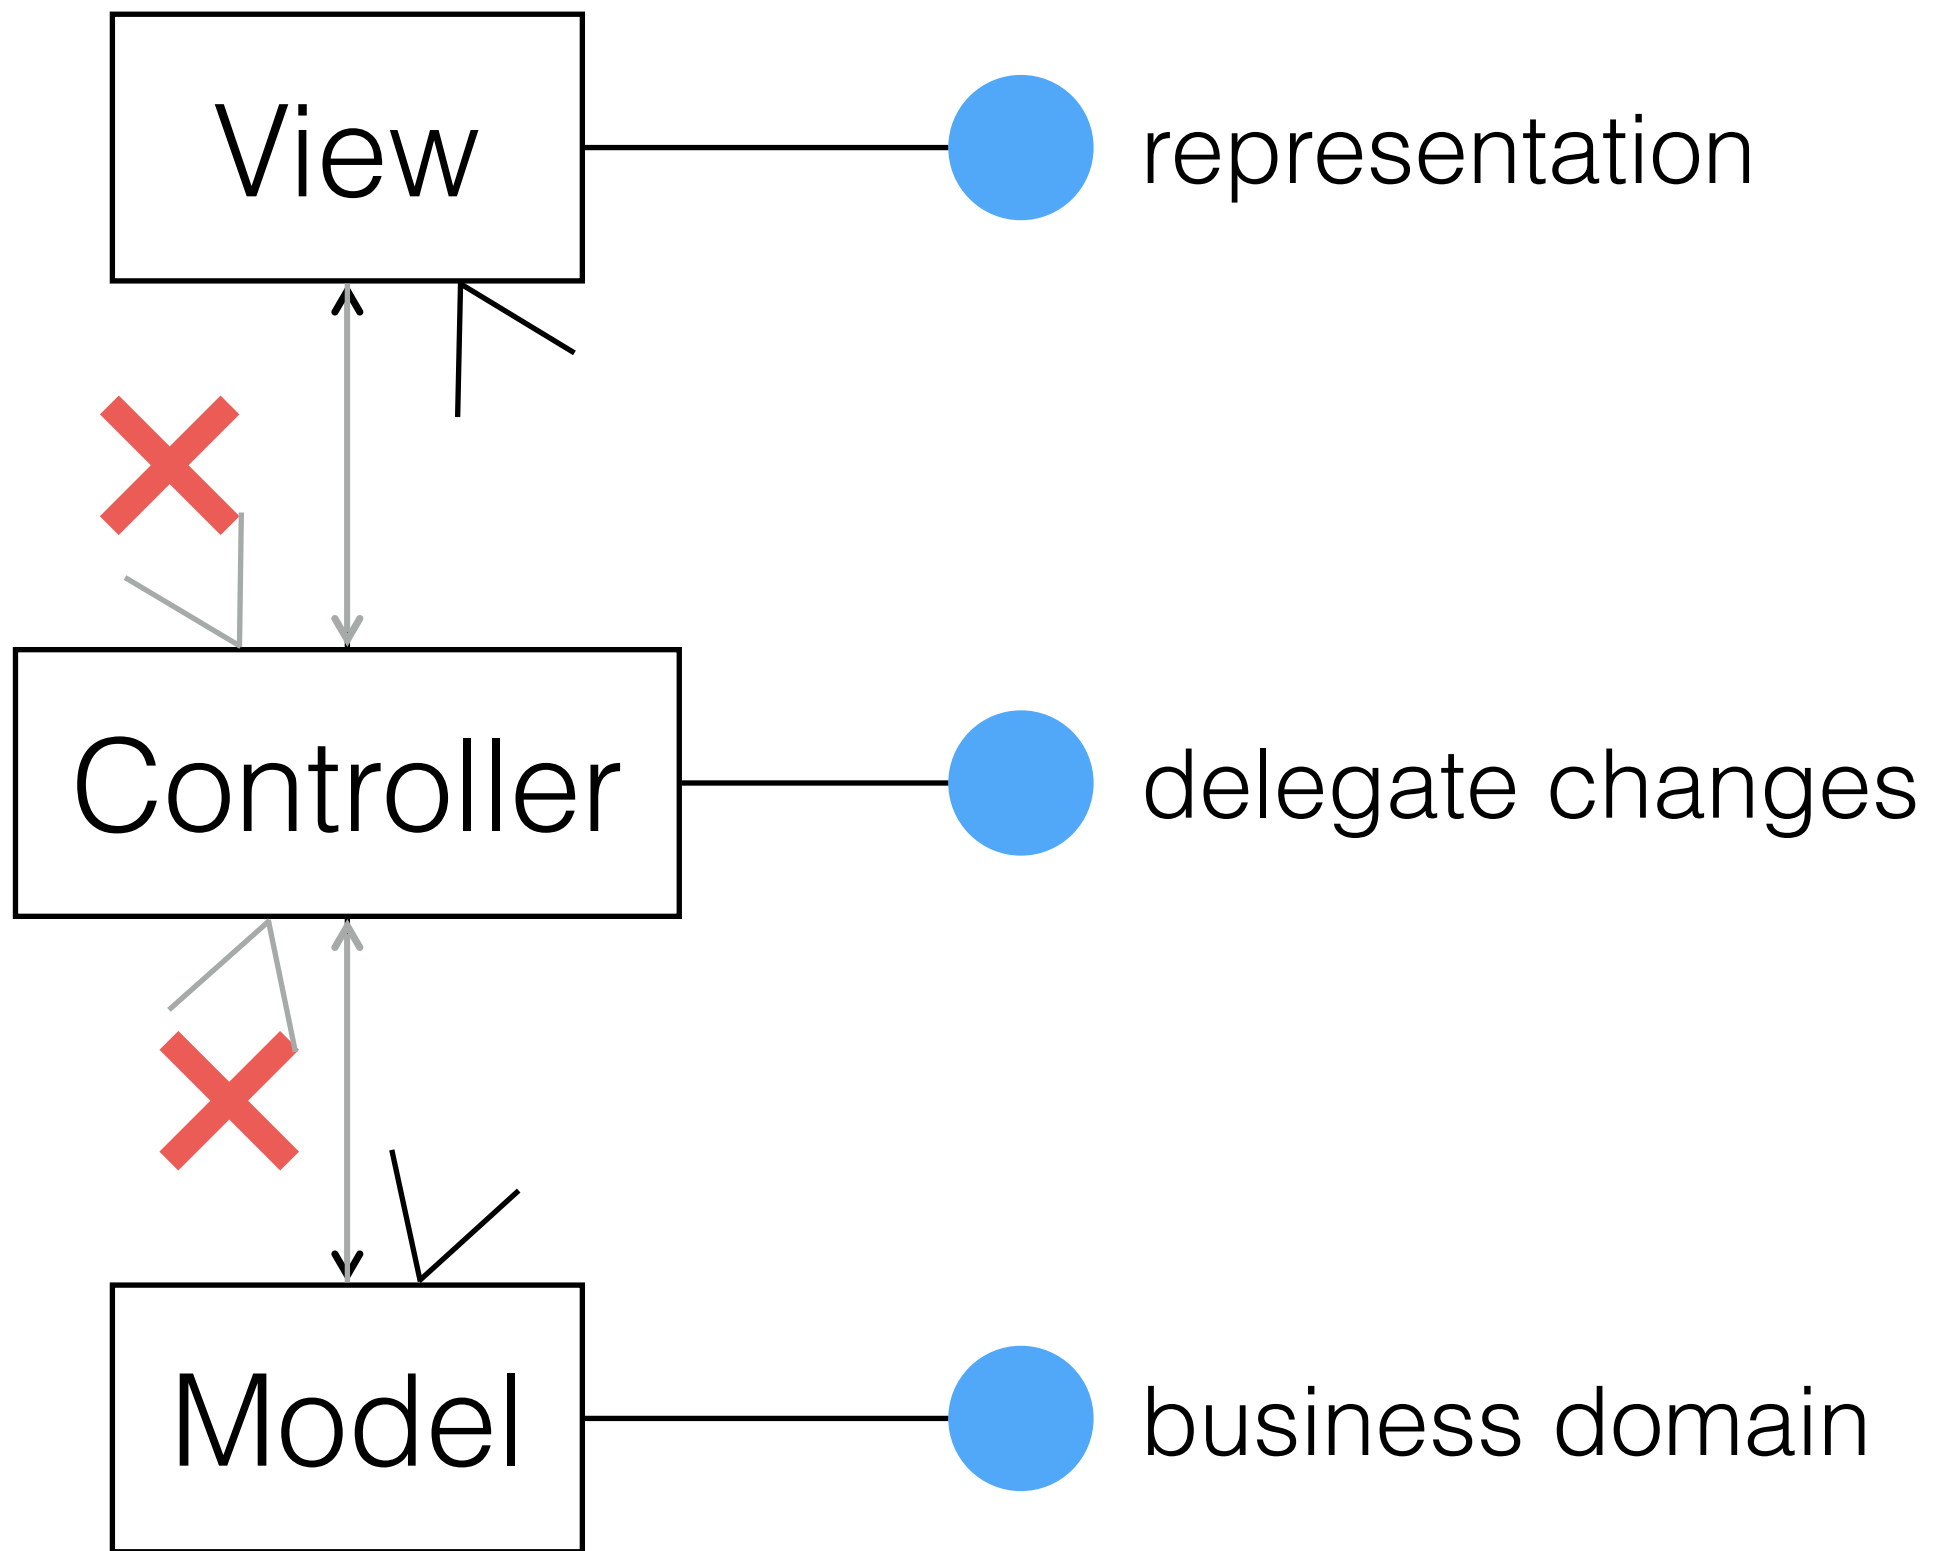 View
representation
Controller
delegate changes
Model
business domain